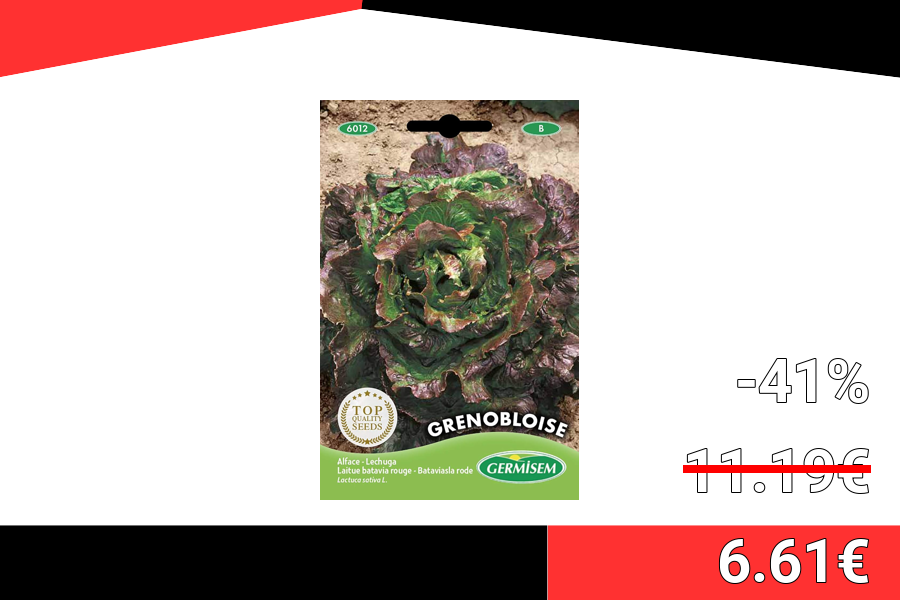 6012
B
TOP
QUALITY
SEEDS
GRENOBLOISE
Alface - Lechuga
Laitue batavia rouge - Bataviasla rode
Lactuca sativa L.
GERMISEM
-41%
11.19€
6.61€